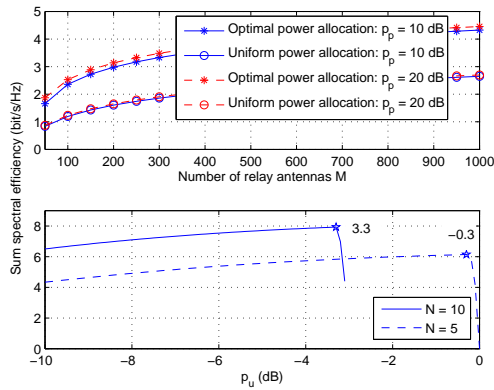 5
4
3
2
1
0
100 200 300 400 500 600 700 800 900 1000
Optimal power allocation: p_p = 10 dB
Uniform power allocation: p_p = 10 dB
Optimal power allocation: p_p = 20 dB
Uniform power allocation: p_p = 20 dB
Number of relay antennas M
Sum spectral efficiency (bit/s/Hz)
8
6
4
2
0
−10 −8 −6 −4 −2 0
3.3
−0.3
N = 10
N = 5
p_u (dB)